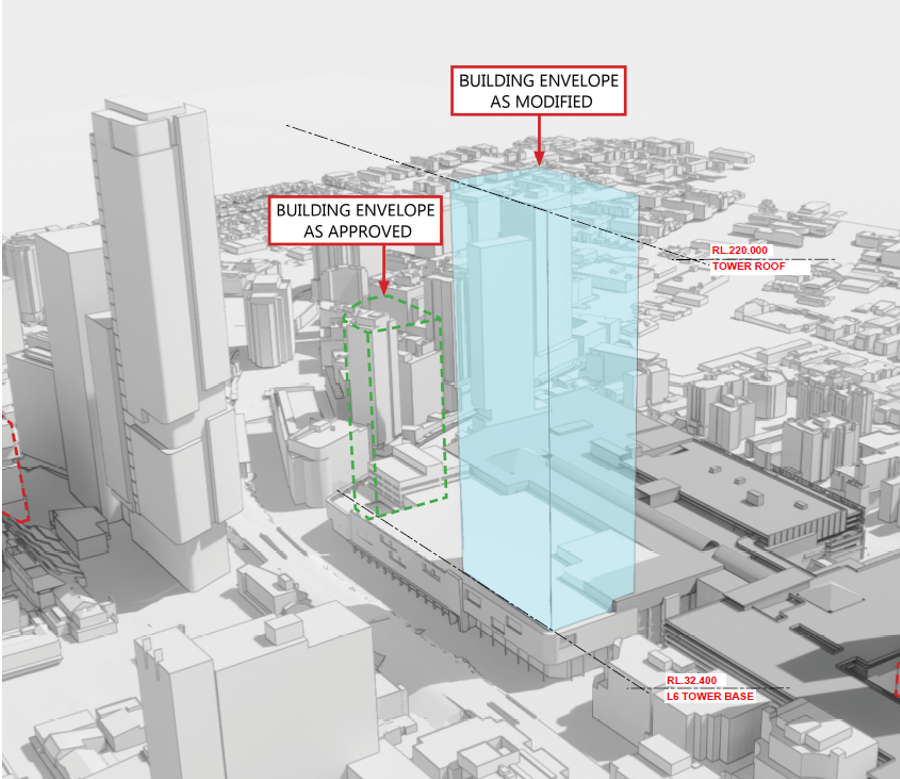 BUILDING ENVELOPE
AS MODIFIED
BUILDING ENVELOPE
AS APPROVED
RL.220.000
TOWER ROOF
RL.32.400
L6 TOWER BASE